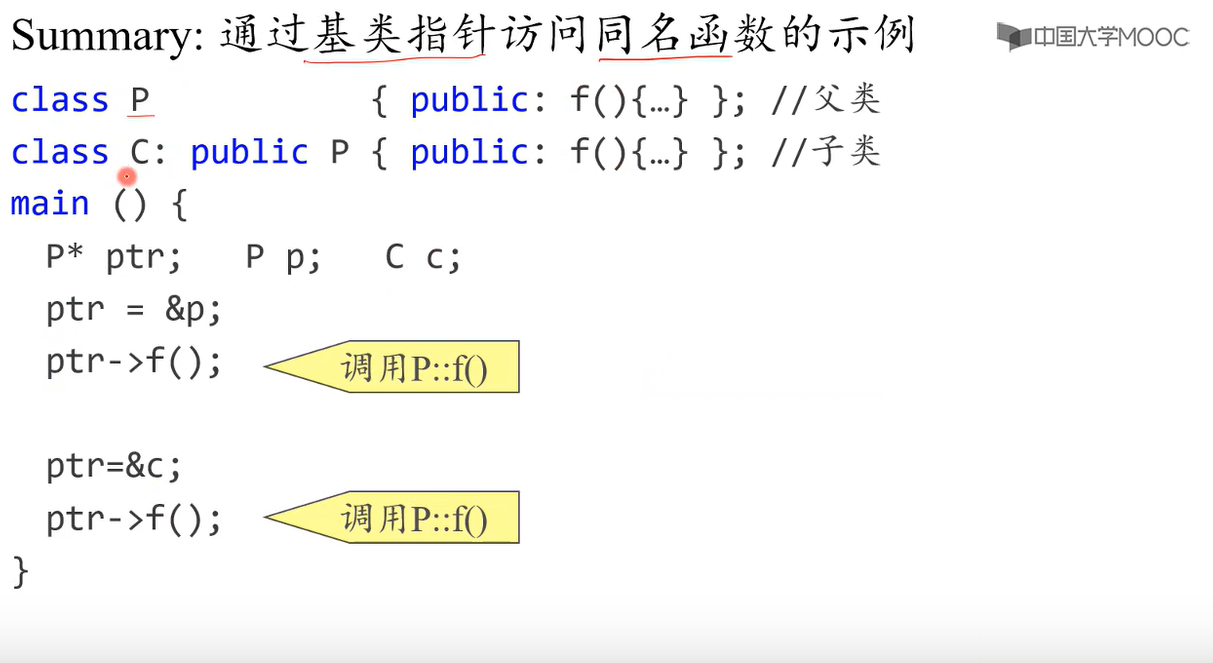 Summary: 通过基类指针访问同名函数的示例
中国大学MOOC
class P { public: f(){…} }; //父类
class C: public P { public: f(){…} }; //子类
main () {
P* ptr; P p; C c;
ptr = &p;
ptr->f(); 调用P::f()
ptr=&c;
ptr->f(); 调用P::f()
}